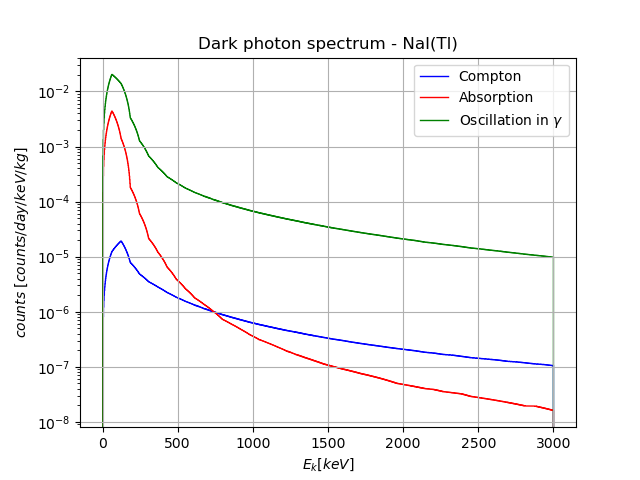 Dark photon spectrum - NaI(Tl)
Compton
Absorption
Oscillation in γ
counts [counts/day/keV/kg]
10⁻²
10⁻³
10⁻⁴
10⁻⁵
10⁻⁶
10⁻⁷
10⁻⁸
0 500 1000 1500 2000 2500 3000
Eₖ[keV]